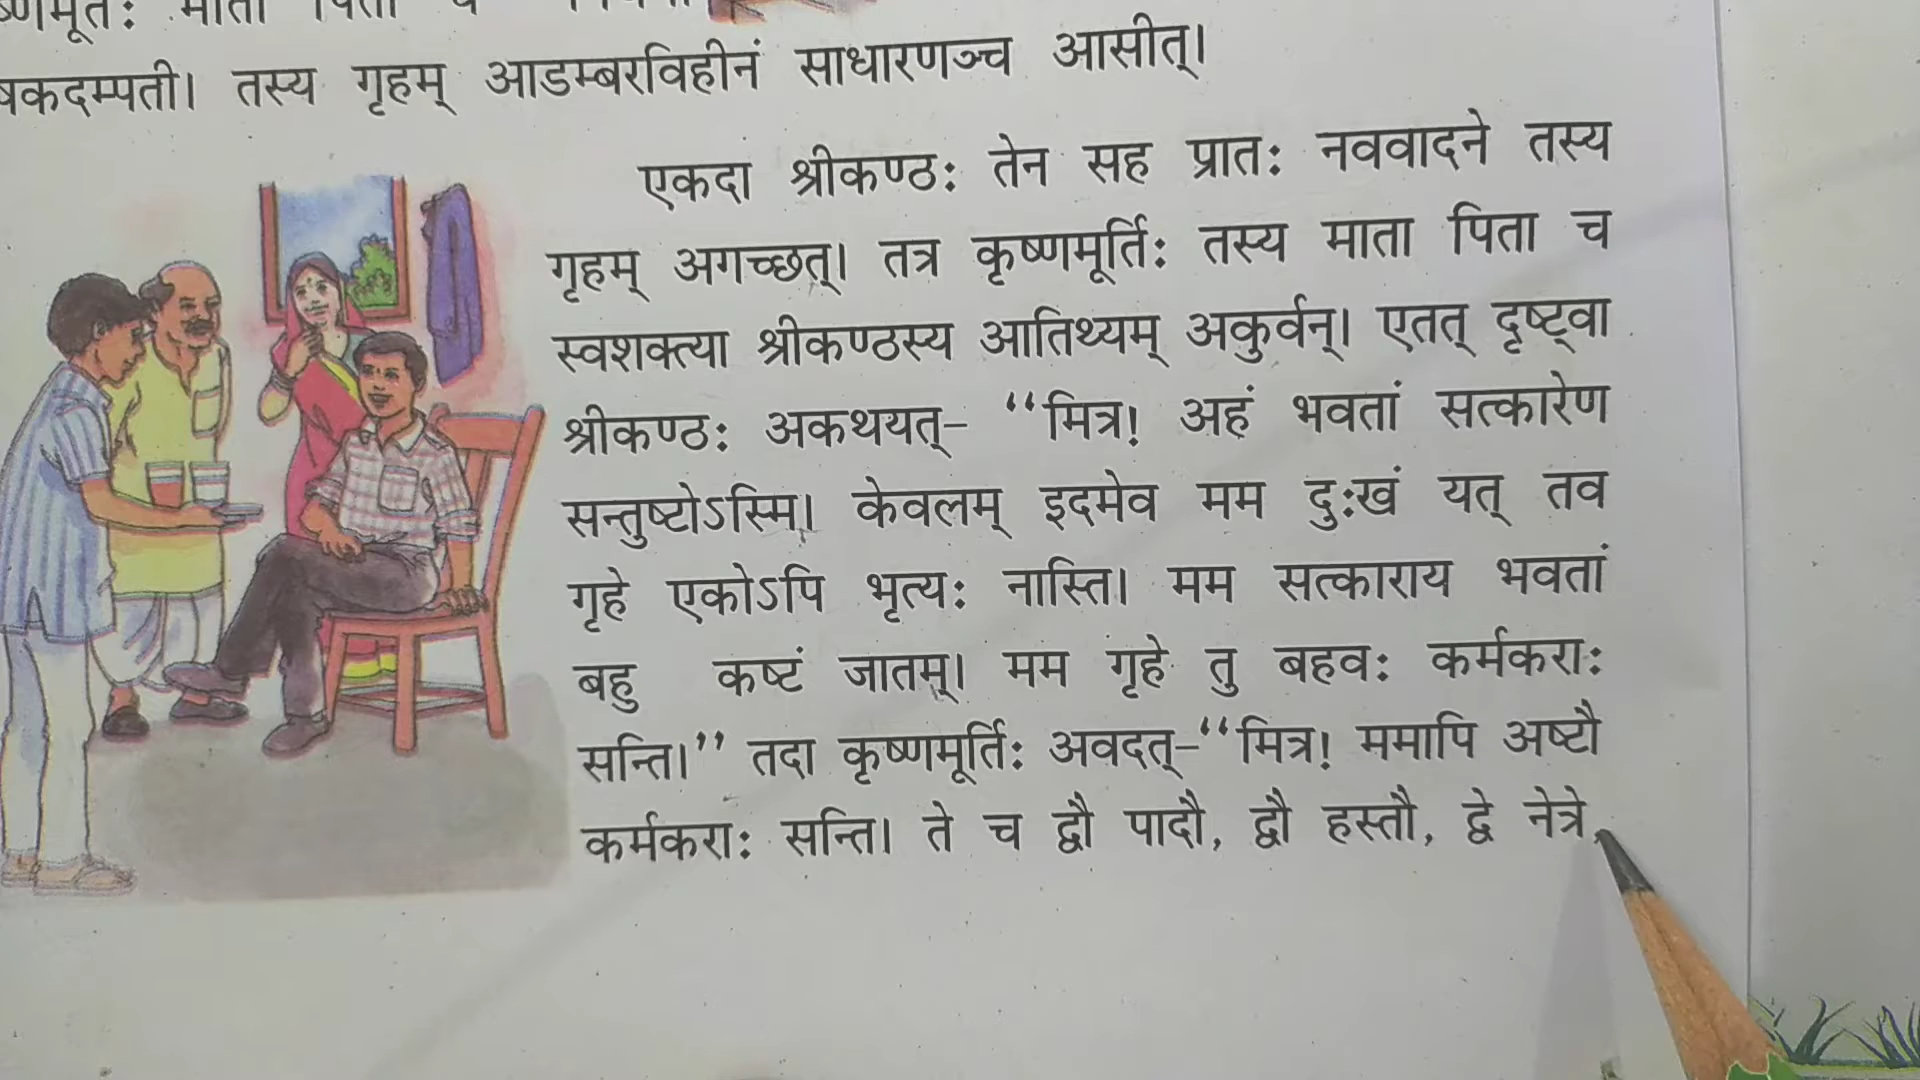 माता पिता च
तस्य गृहम् आडम्बरविहीनं साधारणञ्च आसीत्।
एकदा श्रीकण्ठः तेन सह प्रातः नववादने तस्य
गृहम् अगच्छत्। तत्र कृष्णमूर्तिः तस्य माता पिता च
स्वशक्त्या श्रीकण्ठस्य आतिथ्यम् अकुर्वन्। एतत् दृष्ट्वा
श्रीकण्ठः अकथयत्- “मित्र! अहं भवतां सत्कारेण
सन्तुष्टोऽस्मि। केवलम् इदमेव मम दुःखं यत् तव
गृहे एकोऽपि भृत्यः नास्ति। मम सत्काराय भवतां
बहु कष्टं जातम्। मम गृहे तु बहवः कर्मकराः
सन्ति।” तदा कृष्णमूर्तिः अवदत्-“मित्र! ममापि अष्टौ
कर्मकराः सन्ति। ते च द्वौ पादौ, द्वौ हस्तौ, द्वे नेत्रे,